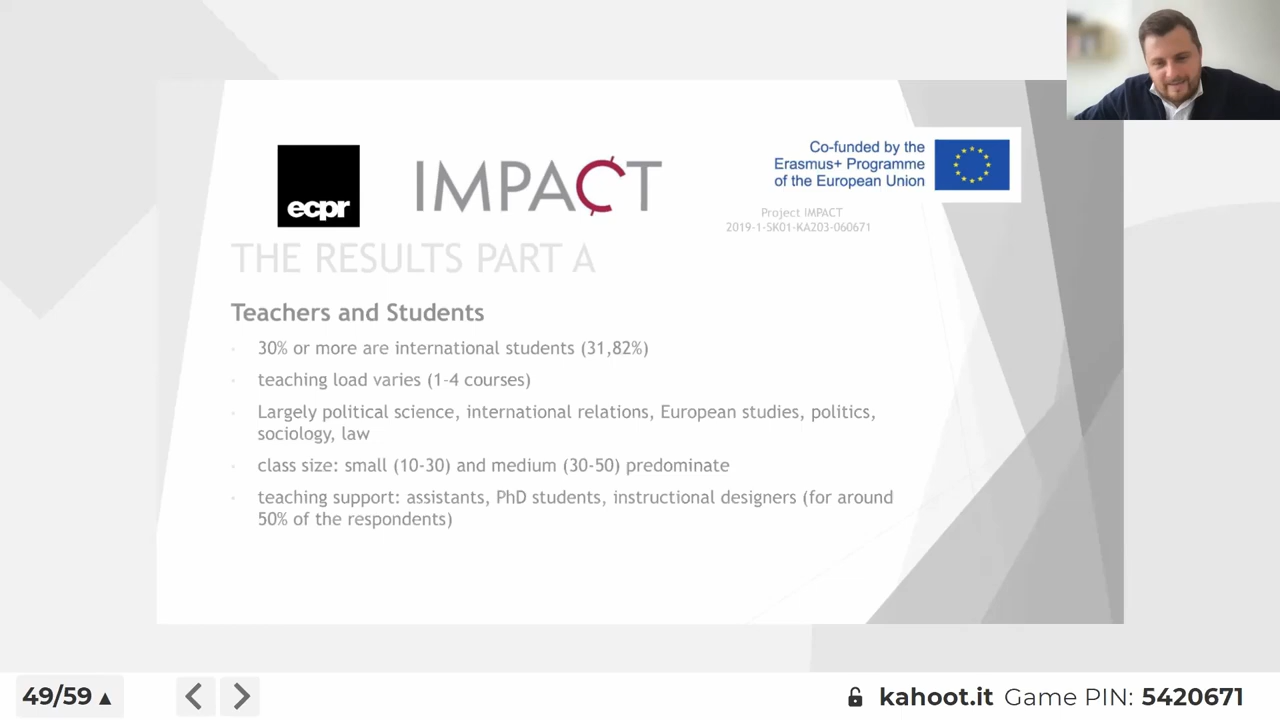 ecpr
IMPACT
Co-funded by the
Erasmus+ Programme
of the European Union
Project IMPACT
2019-1-SK01-KA203-060671
THE RESULTS PART A
Teachers and Students
30% or more are international students (31,82%)
teaching load varies (1-4 courses)
Largely political science, international relations, European studies, politics,
sociology, law
class size: small (10-30) and medium (30-50) predominate
teaching support: assistants, PhD students, instructional designers (for around
50% of the respondents)
49/59 ▲
kahoot.it Game PIN: 5420671